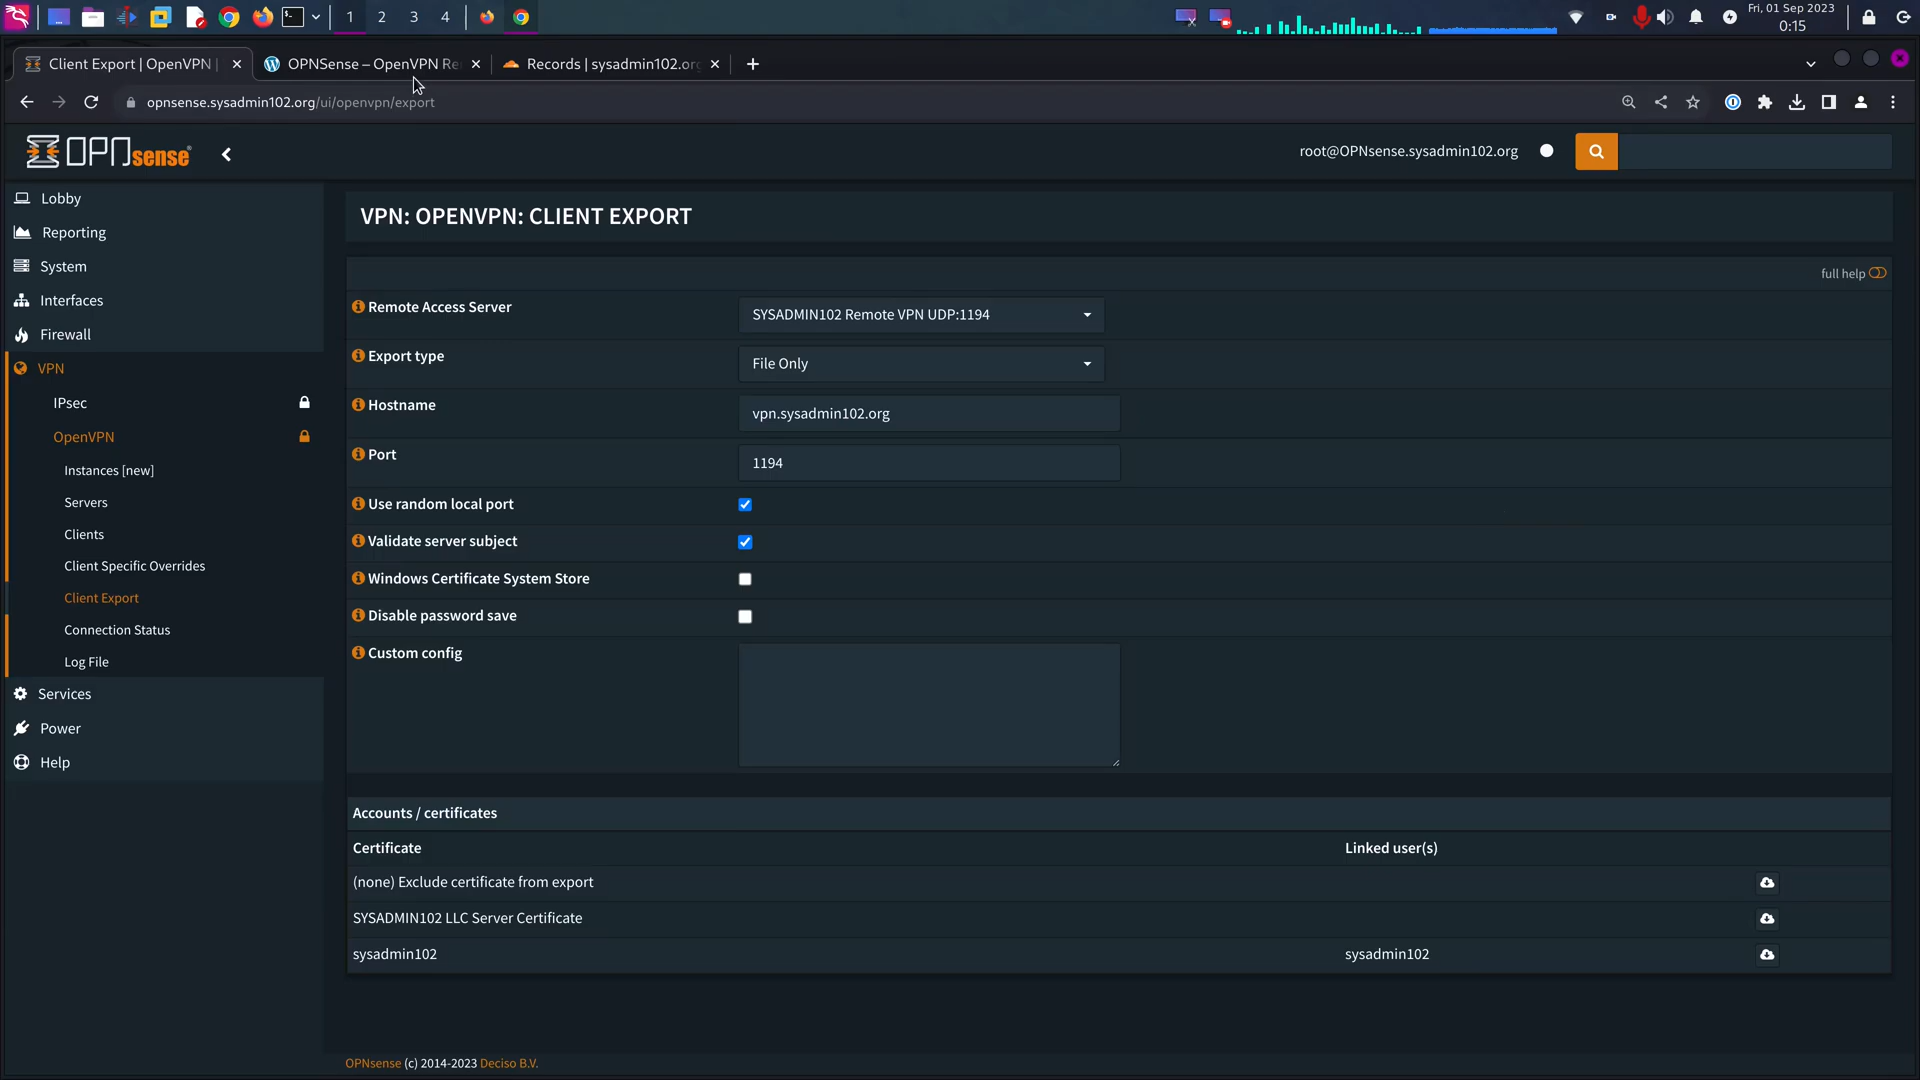 1 2 3 4
Fri, 01 Sep 2023
0:15
Client Export | OpenVPN |
OPNSense – OpenVPN Re
Records | sysadmin102.org
opnsense.sysadmin102.org/ui/openvpn/export
OPNsense
root@OPNsense.sysadmin102.org
Lobby
Reporting
System
Interfaces
Firewall
VPN
IPsec
OpenVPN
Instances [new]
Servers
Clients
Client Specific Overrides
Client Export
Connection Status
Log File
Services
Power
Help
VPN: OPENVPN: CLIENT EXPORT
full help
Remote Access Server
SYSADMIN102 Remote VPN UDP:1194
Export type
File Only
Hostname
vpn.sysadmin102.org
Port
1194
Use random local port
Validate server subject
Windows Certificate System Store
Disable password save
Custom config
Accounts / certificates
Certificate
Linked user(s)
(none) Exclude certificate from export
SYSADMIN102 LLC Server Certificate
sysadmin102
sysadmin102
OPNsense (c) 2014-2023 Deciso B.V.